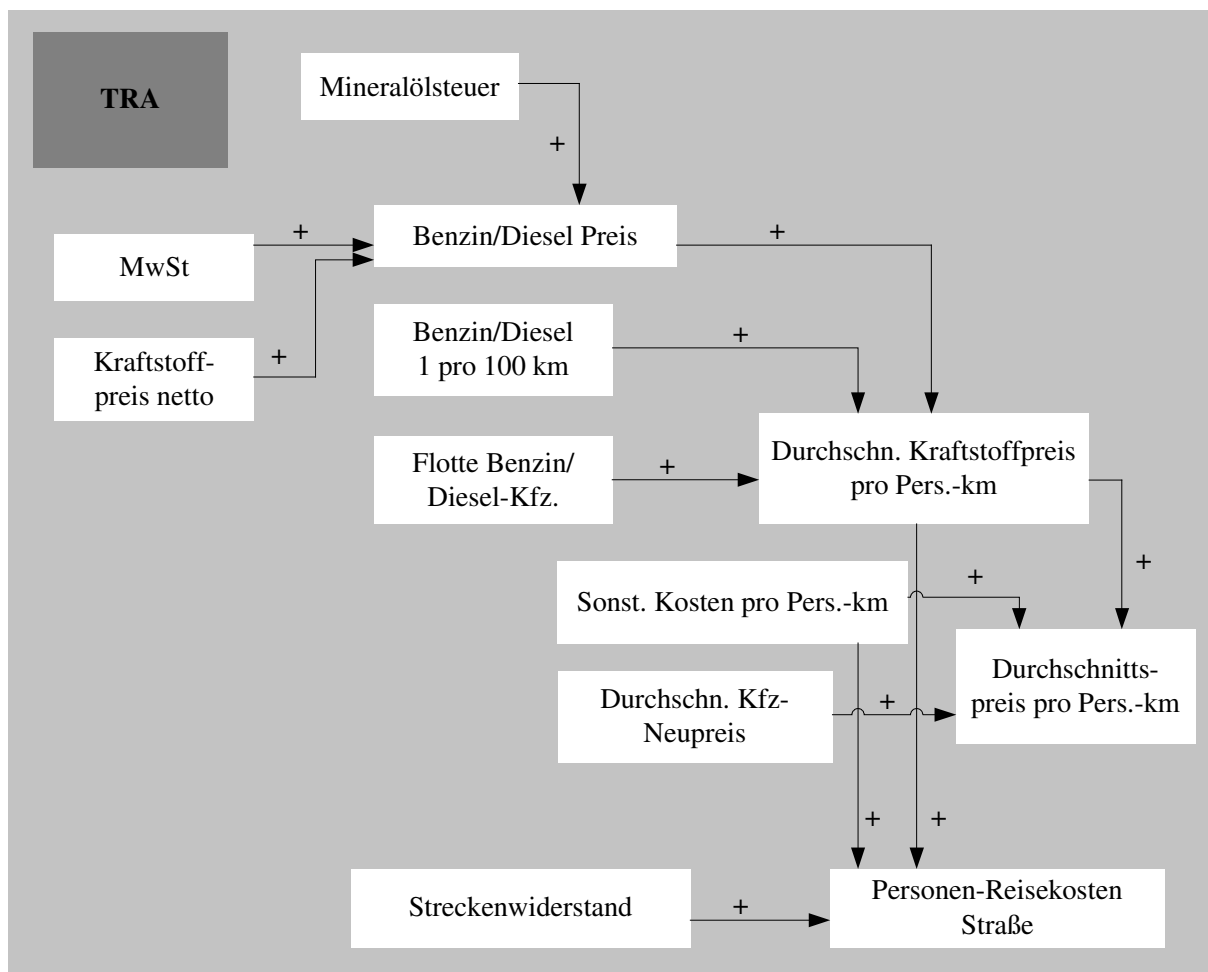 TRA
Mineralölsteuer
+
Benzin/Diesel Preis
+
+
MwSt
Kraftstoff-
preis netto
+
Benzin/Diesel
1 pro 100 km
+
Flotte Benzin/
Diesel-Kfz.
+
Durchschn. Kraftstoffpreis
pro Pers.-km
+
Sonst. Kosten pro Pers.-km
+
Durchschnitts-
preis pro Pers.-km
Durchschn. Kfz-
Neupreis
+
+
+
Streckenwiderstand
+
Personen-Reisekosten
Straße